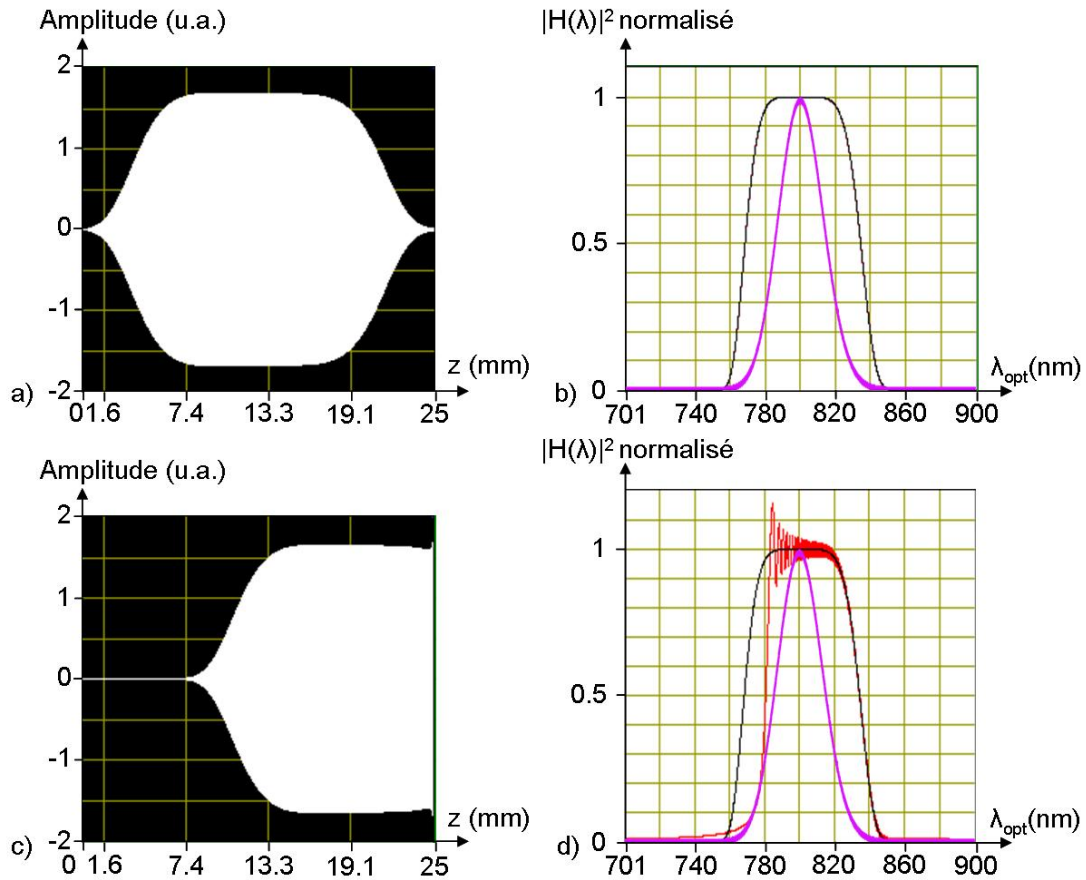 Amplitude (u.a.)
2
1
0
-1
-2
z (mm)
a)
0 1.6 7.4 13.3 19.1 25
|H(λ)|² normalisé
1
0.5
0
λopt(nm)
b)
701 740 780 820 860 900
Amplitude (u.a.)
2
1
0
-1
-2
z (mm)
c)
0 1.6 7.4 13.3 19.1 25
|H(λ)|² normalisé
1
0.5
0
λopt(nm)
d)
701 740 780 820 860 900